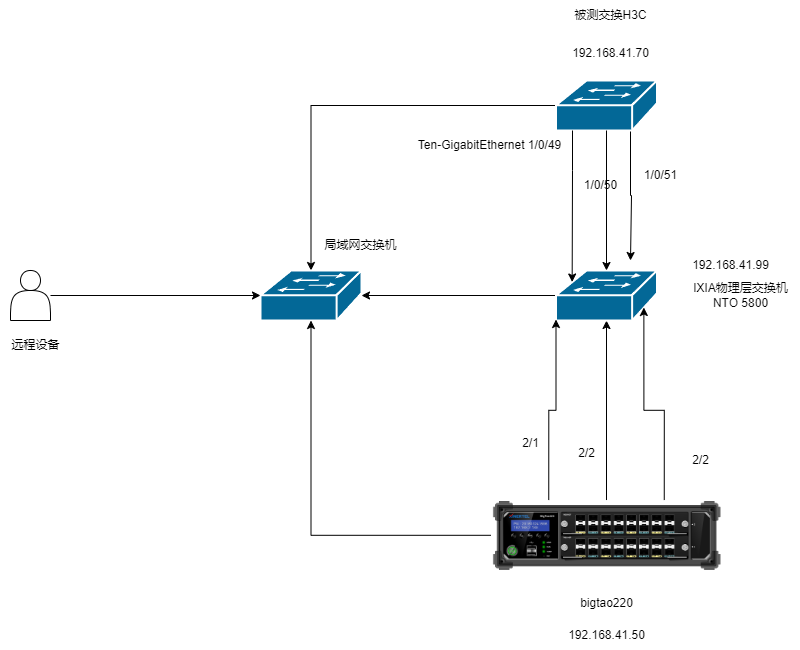 被测交换H3C
192.168.41.70
Ten-GigabitEthernet 1/0/49
1/0/50
1/0/51
局域网交换机
192.168.41.99
IXIA物理层交换机
NTO 5800
远程设备
2/1
2/2
2/2
bigtao220
192.168.41.50